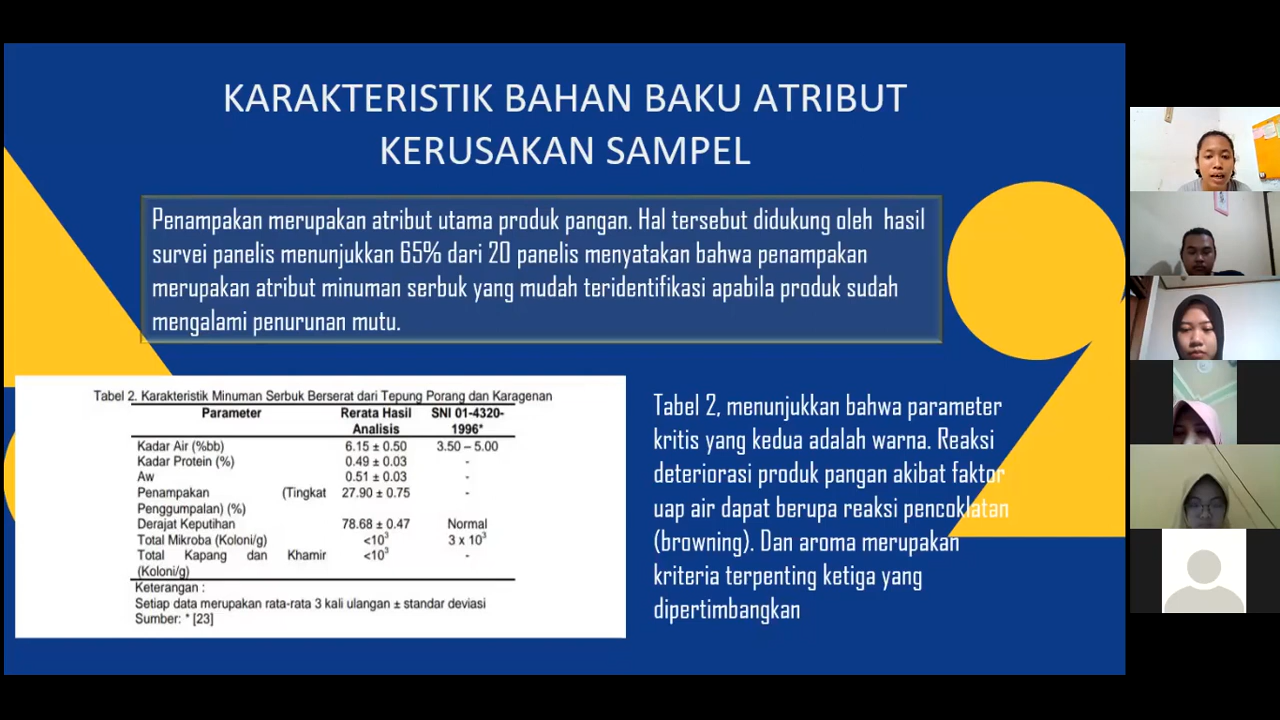 KARAKTERISTIK BAHAN BAKU ATRIBUT
KERUSAKAN SAMPEL
Penampakan merupakan atribut utama produk pangan. Hal tersebut didukung oleh hasil
survei panelis menunjukkan 65% dari 20 panelis menyatakan bahwa penampakan
merupakan atribut minuman serbuk yang mudah teridentifikasi apabila produk sudah
mengalami penurunan mutu.
Tabel 2. Karakteristik Minuman Serbuk Berserat dari Tepung Porang dan Karagenan
Parameter Rerata Hasil SNI 01-4320-
Analisis 1996*
Kadar Air (%bb) 6.15 ± 0.50 3.50 – 5.00
Kadar Protein (%) 0.49 ± 0.03 -
Aw 0.51 ± 0.03 -
Penampakan (Tingkat 27.90 ± 0.75 -
Penggumpalan) (%)
Derajat Keputihan 78.68 ± 0.47 Normal
Total Mikroba (Koloni/g) <10³ 3 x 10³
Total Kapang dan Khamir <10³ -
(Koloni/g)
Keterangan :
Setiap data merupakan rata-rata 3 kali ulangan ± standar deviasi
Sumber: * [23]
Tabel 2, menunjukkan bahwa parameter
kritis yang kedua adalah warna. Reaksi
deteriorasi produk pangan akibat faktor
uap air dapat berupa reaksi pencoklatan
(browning). Dan aroma merupakan
kriteria terpenting ketiga yang
dipertimbangkan